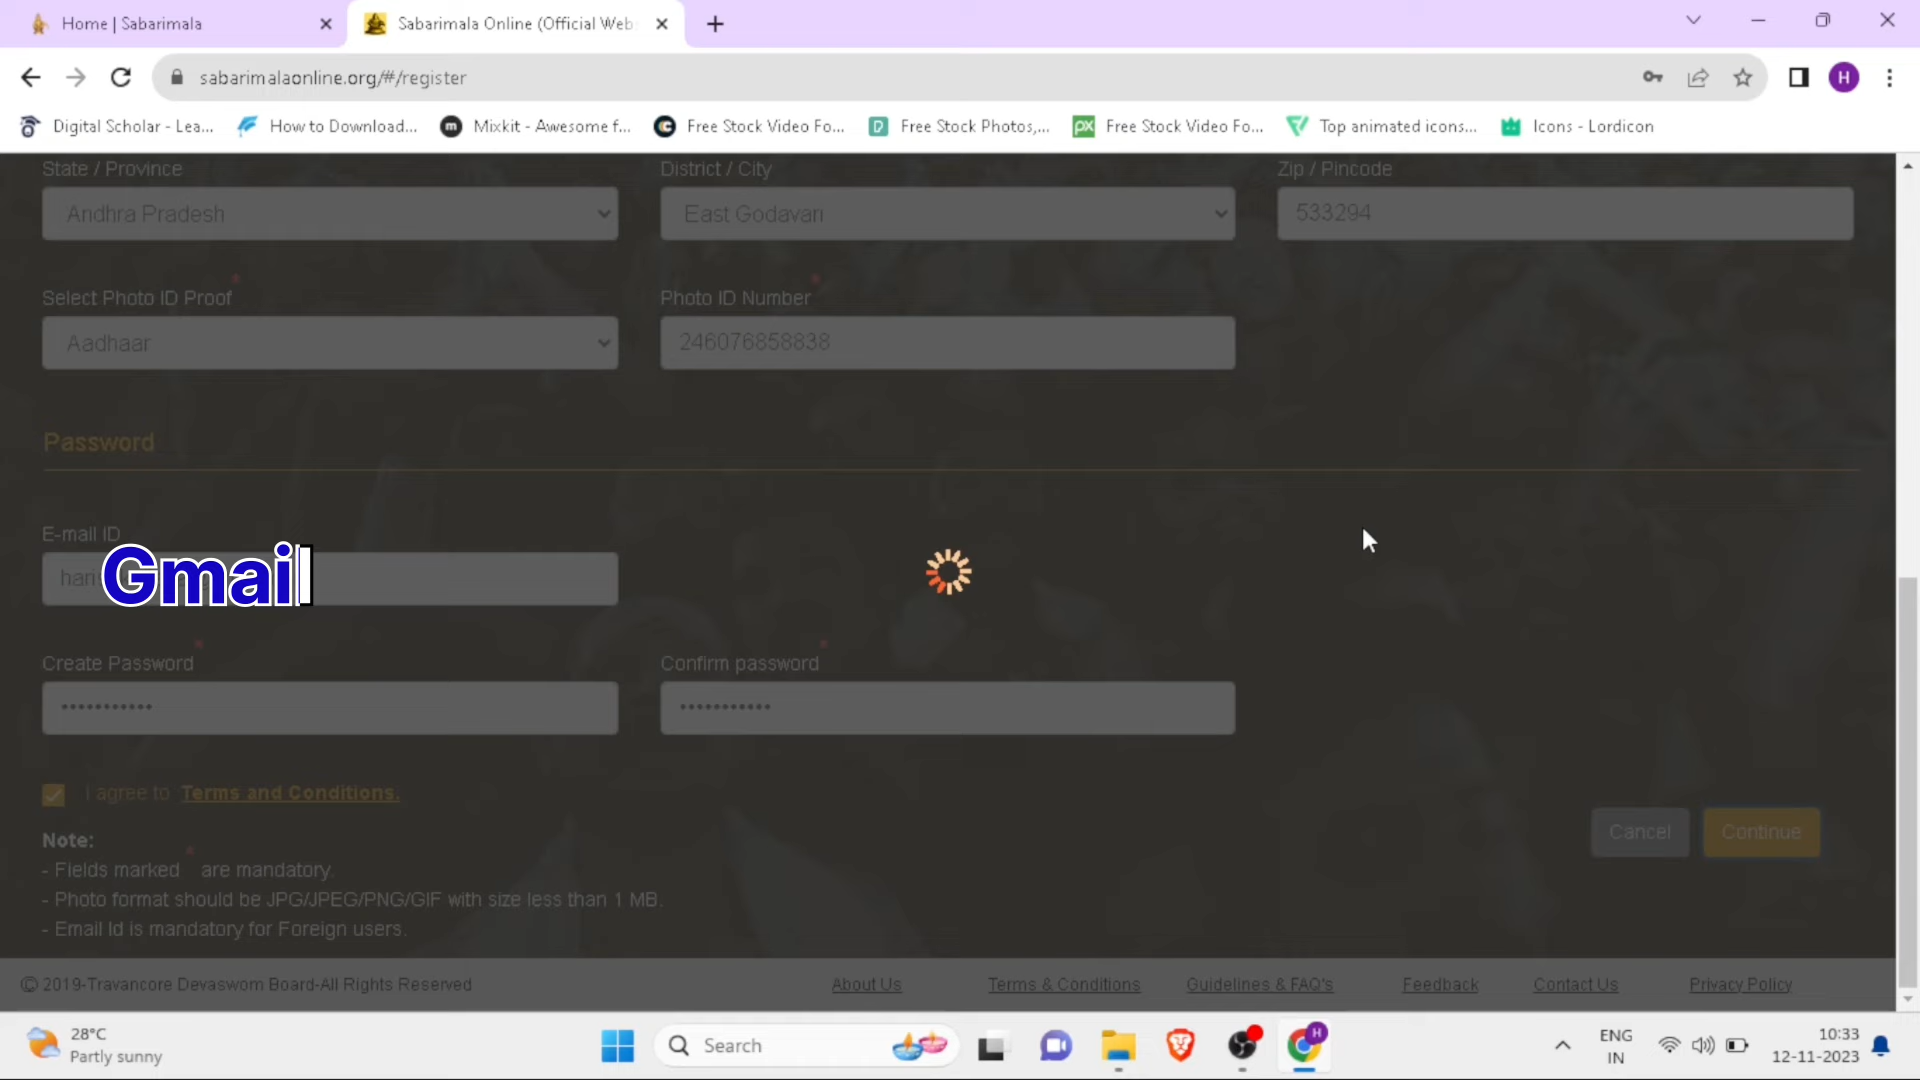 Home | Sabarimala
Sabarimala Online (Official Web
sabarimalaonline.org/#/register
H
Digital Scholar - Lea...
How to Download...
Mixkit - Awesome f...
Free Stock Video Fo...
Free Stock Photos,...
Free Stock Video Fo...
Top animated icons...
Icons - Lordicon
State / Province
District / City
Zip / Pincode
Andhra Pradesh
East Godavari
533294
Select Photo ID Proof *
Photo ID Number *
Aadhaar
246076858838
Password
E-mail ID
hari
Gmail
Create Password *
Confirm password *
•••••••••••
•••••••••••
I agree to Terms and Conditions.
Cancel
Continue
Note:
- Fields marked * are mandatory.
- Photo format should be JPG/JPEG/PNG/GIF with size less than 1 MB.
- Email Id is mandatory for Foreign users.
© 2019-Travancore Devaswom Board-All Rights Reserved
About Us
Terms & Conditions
Guidelines & FAQ's
Feedback
Contact Us
Privacy Policy
28°C
Partly sunny
Search
H
ENG
IN
10:33
12-11-2023